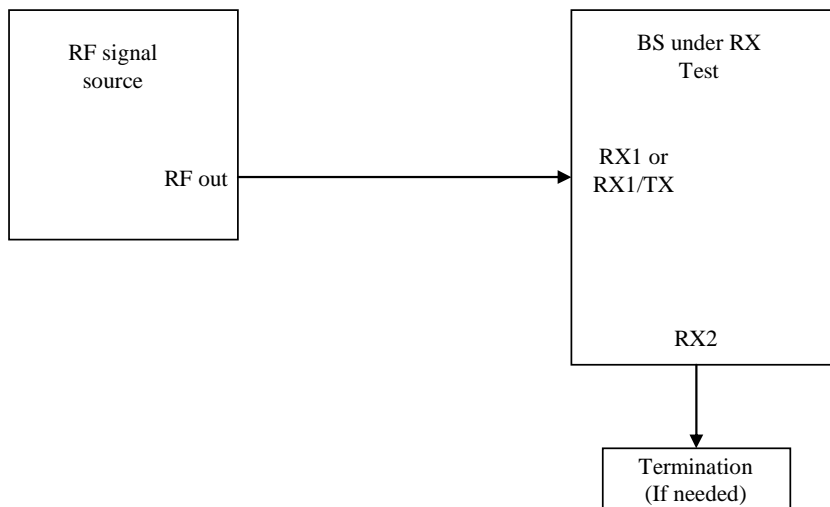 RF signal
source
RF out
BS under RX
Test
RX1 or
RX1/TX
RX2
Termination
(If needed)